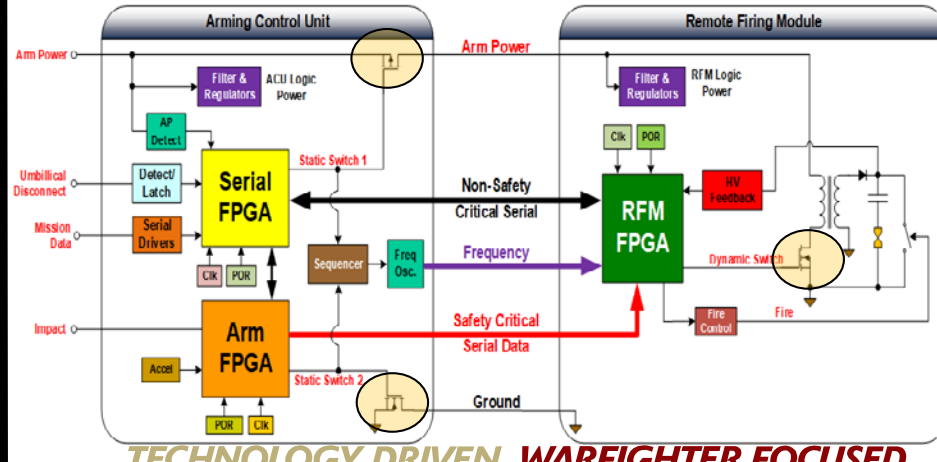 Arming Control Unit
Remote Firing Module
Arm Power
Arm Power
Filter &
Regulators
ACU Logic
Power
Filter &
Regulators
RFM Logic
Power
AP
Detect
Clk
POR
Static Switch 1
Umbillical
Disconnect
Detect/
Latch
Serial
FPGA
Non-Safety
Critical Serial
RFM
FPGA
HV
Feedback
Mission
Data
Serial
Drivers
Sequencer
Freq
Osc.
Frequency
Dynamic Switch
Clk
POR
Impact
Arm
FPGA
Safety Critical
Serial Data
Fire
Control
Fire
Accel
Static Switch 2
Ground
POR
Clk
TECHNOLOGY DRIVEN. WARFIGHTER FOCUSED